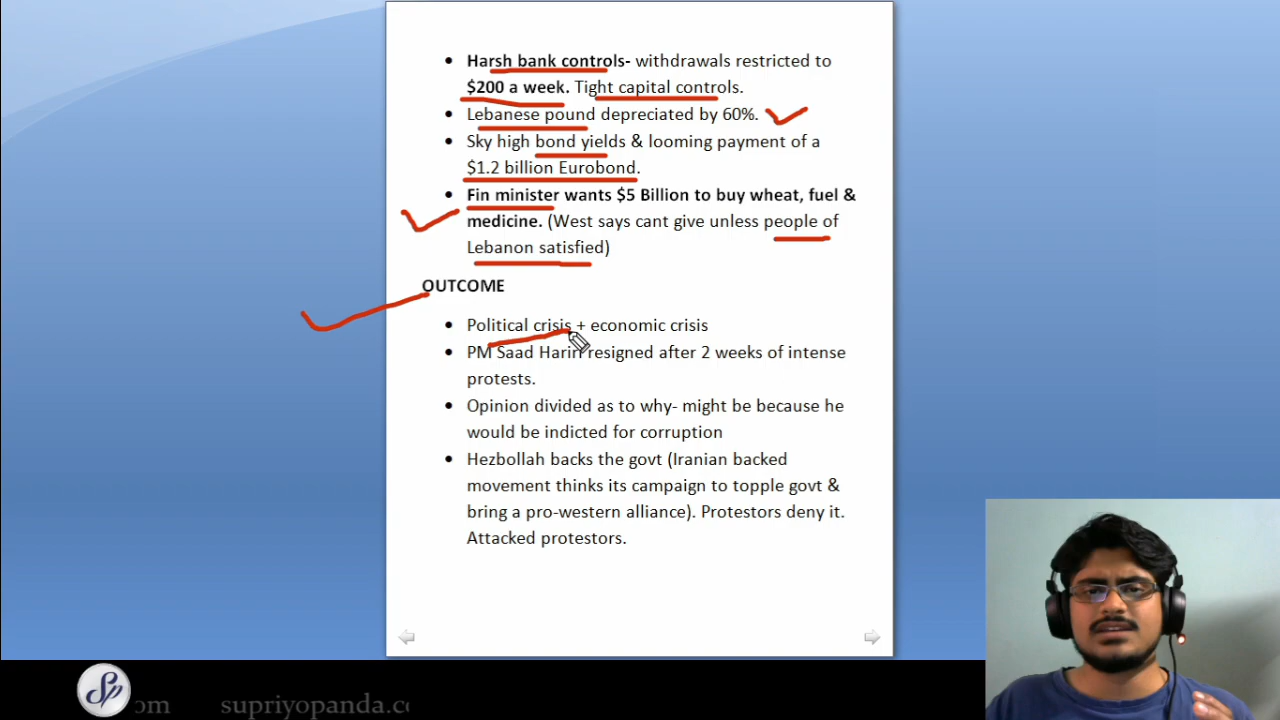 Harsh bank controls- withdrawals restricted to
$200 a week. Tight capital controls.
Lebanese pound depreciated by 60%.
Sky high bond yields & looming payment of a
$1.2 billion Eurobond.
Fin minister wants $5 Billion to buy wheat, fuel &
medicine. (West says cant give unless people of
Lebanon satisfied)
OUTCOME
Political crisis + economic crisis
PM Saad Hariri resigned after 2 weeks of intense
protests.
Opinion divided as to why- might be because he
would be indicted for corruption
Hezbollah backs the govt (Iranian backed
movement thinks its campaign to topple govt &
bring a pro-western alliance). Protestors deny it.
Attacked protestors.
om supriyopanda.co